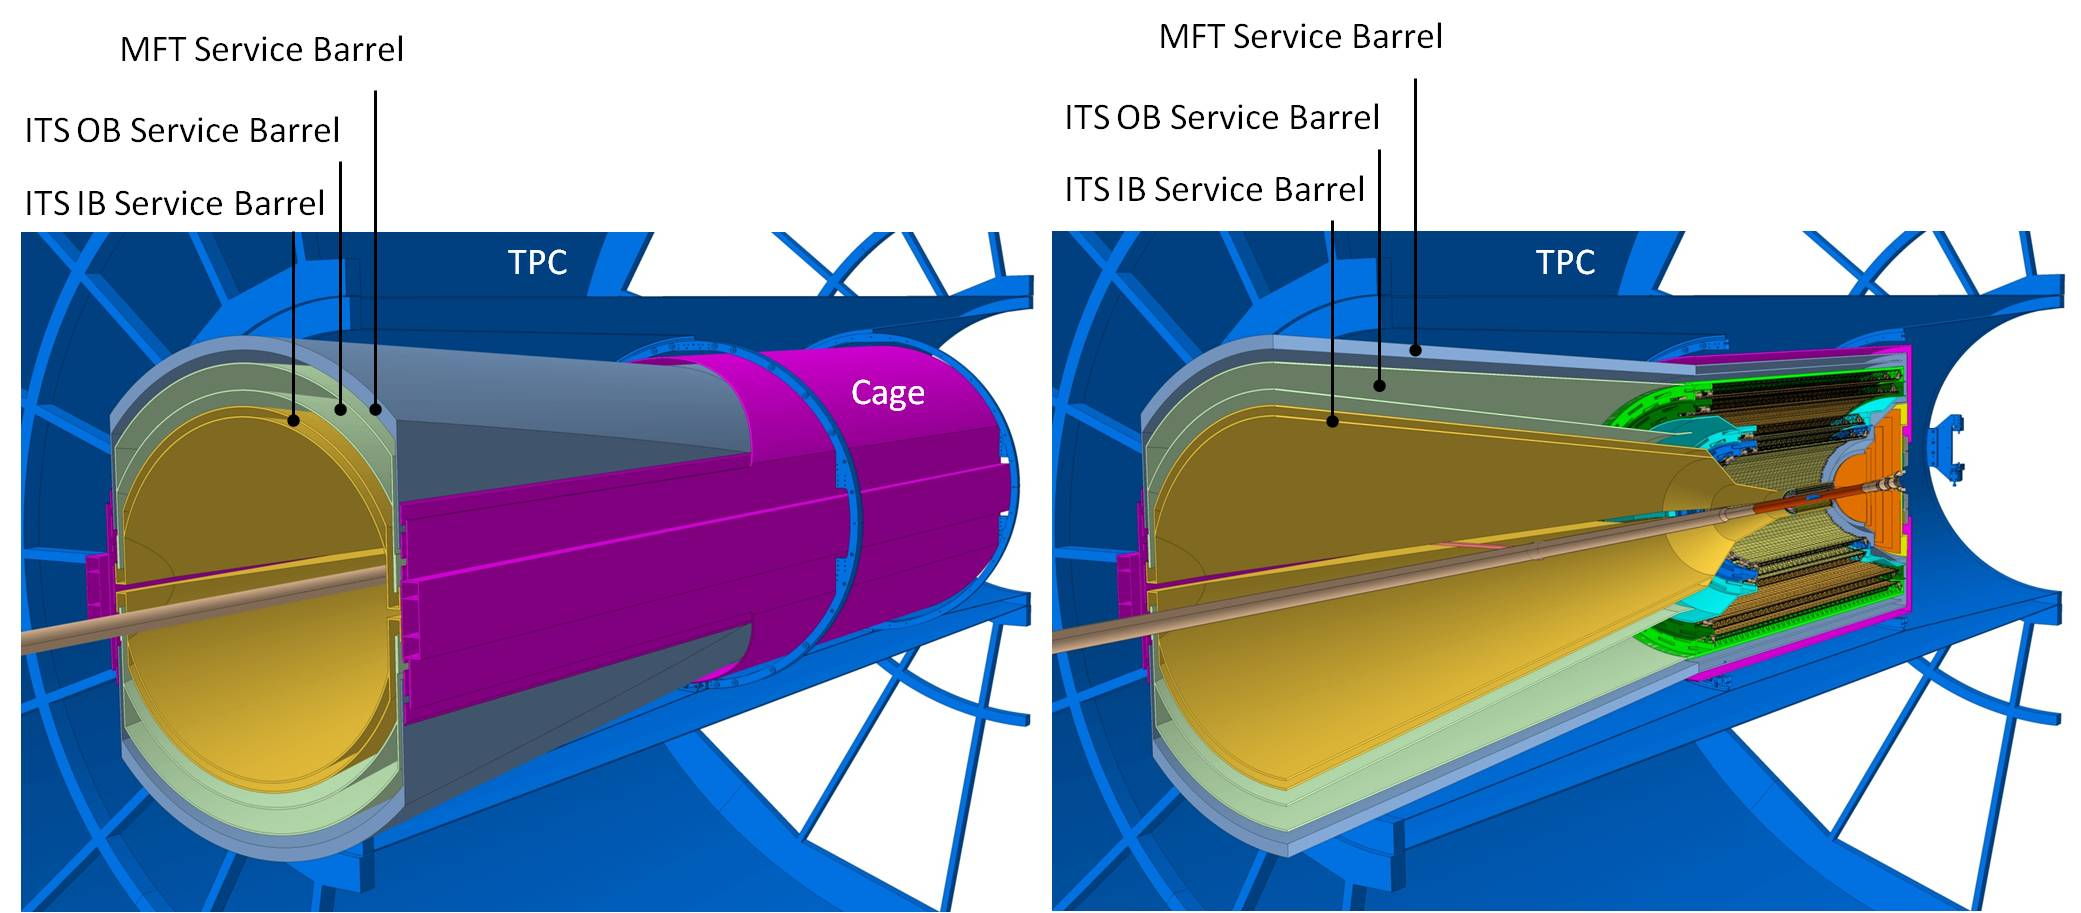 MFT Service Barrel
ITS OB Service Barrel
ITS IB Service Barrel
TPC
Cage
MFT Service Barrel
ITS OB Service Barrel
ITS IB Service Barrel
TPC